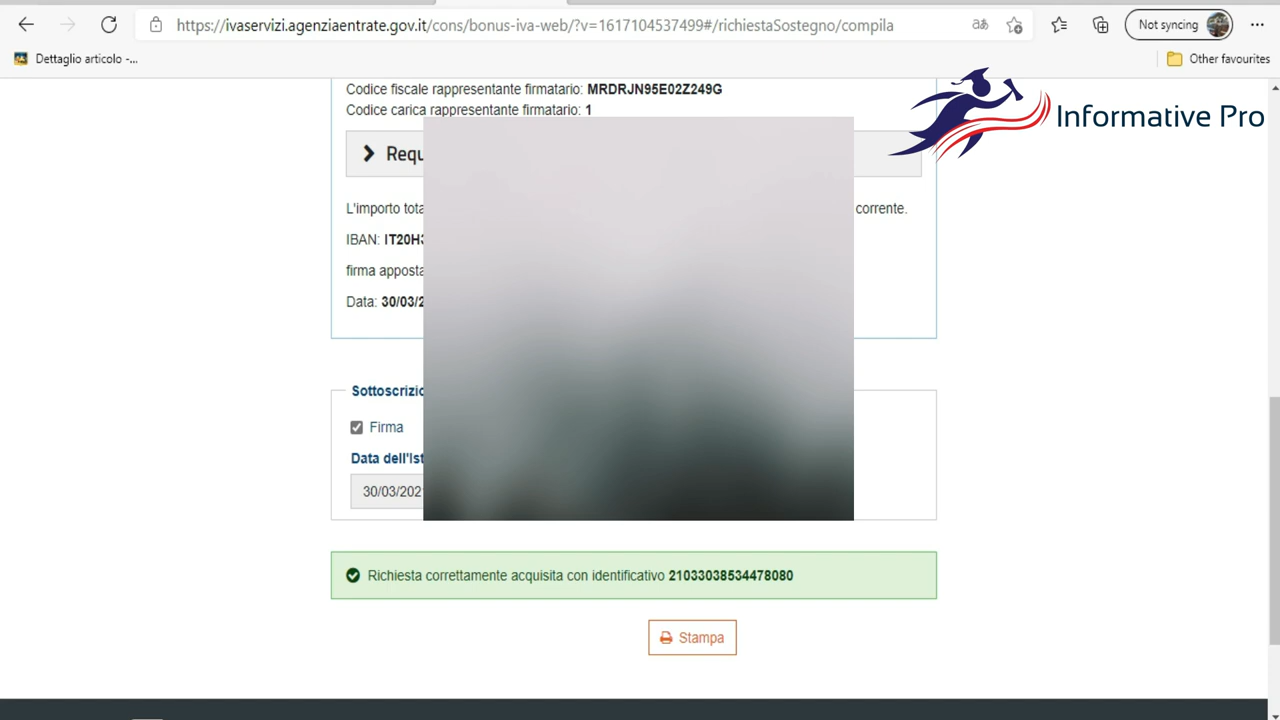 Not syncing
https://ivaservizi.agenziaentrate.gov.it/cons/bonus-iva-web/?v=1617104537499#/richiestaSostegno/compila
Dettaglio articolo -...
Other favourites
Informative Pro
Codice fiscale rappresentante firmatario: MRDRJN95E02Z249G
Codice carica rappresentante firmatario: 1
Requ
L'importo tota
corrente.
IBAN: IT20H3
firma apposta
Data: 30/03/2
Sottoscrizio
Firma
Data dell'Ist
30/03/202
Richiesta correttamente acquisita con identificativo 21033038534478080
Stampa